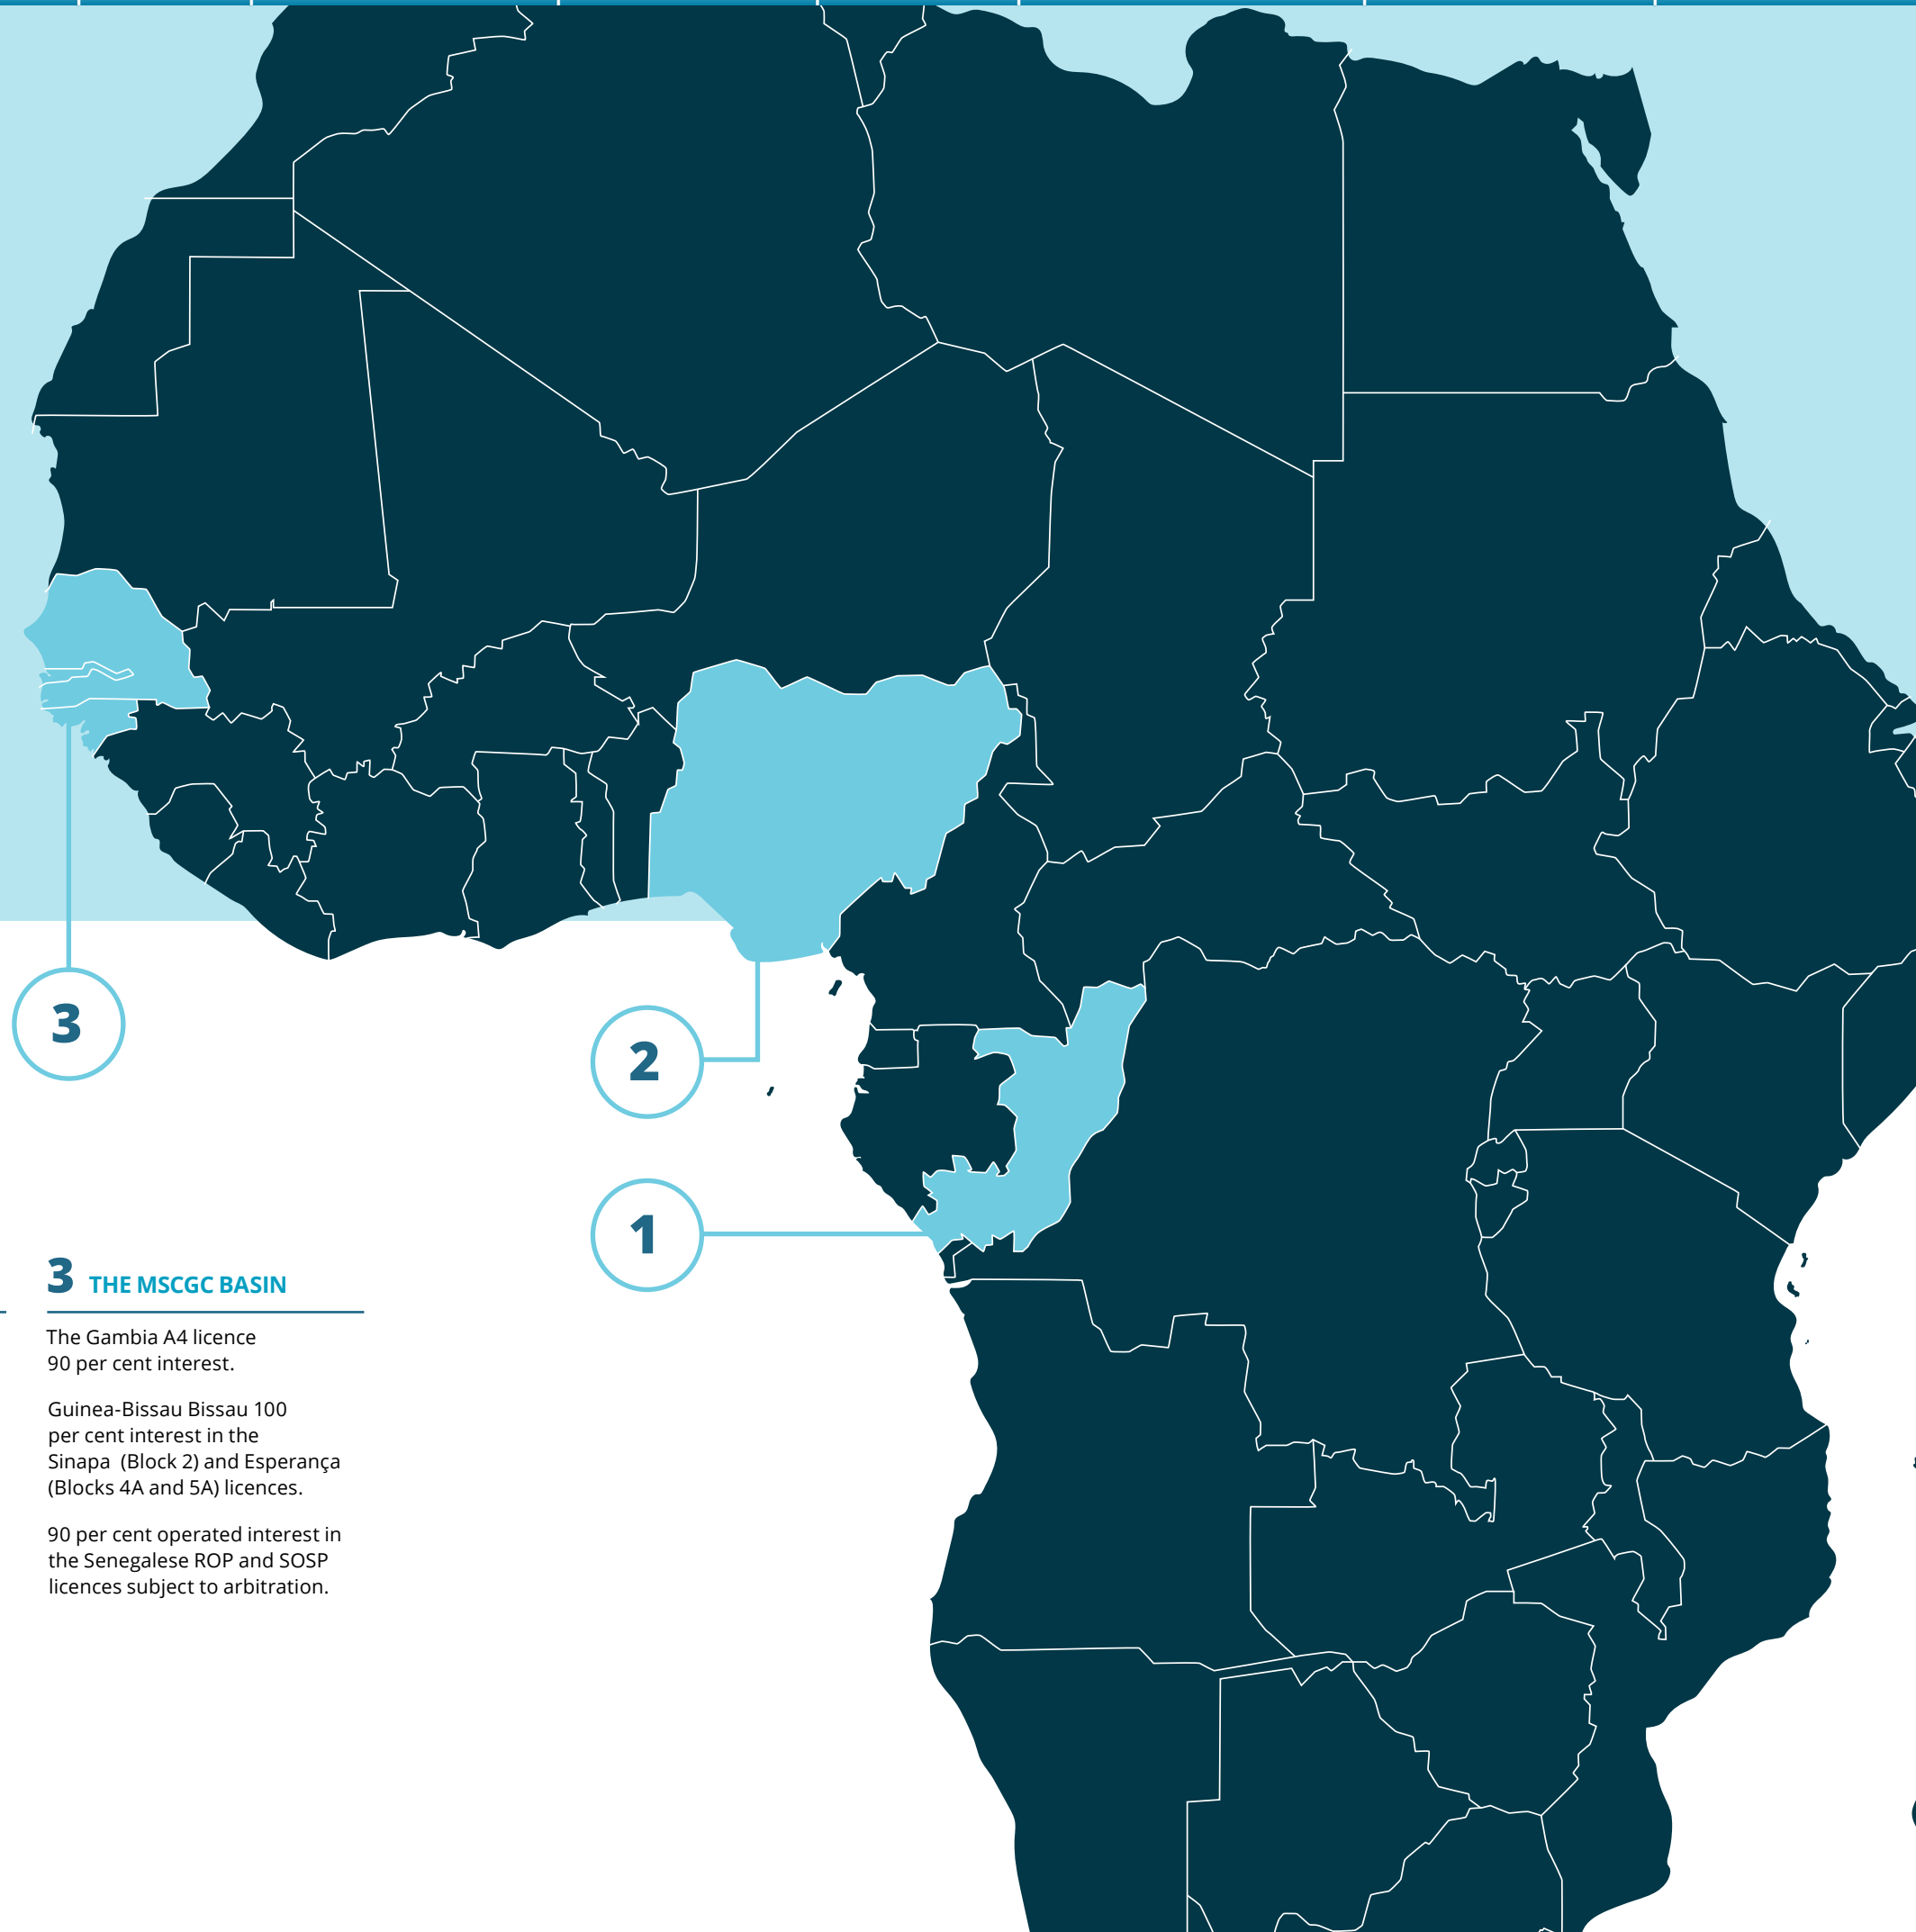 3
2
1
3 THE MSCGC BASIN
The Gambia A4 licence
90 per cent interest.
Guinea-Bissau Bissau 100
per cent interest in the
Sinapa (Block 2) and Esperança
(Blocks 4A and 5A) licences.
90 per cent operated interest in
the Senegalese ROP and SOSP
licences subject to arbitration.